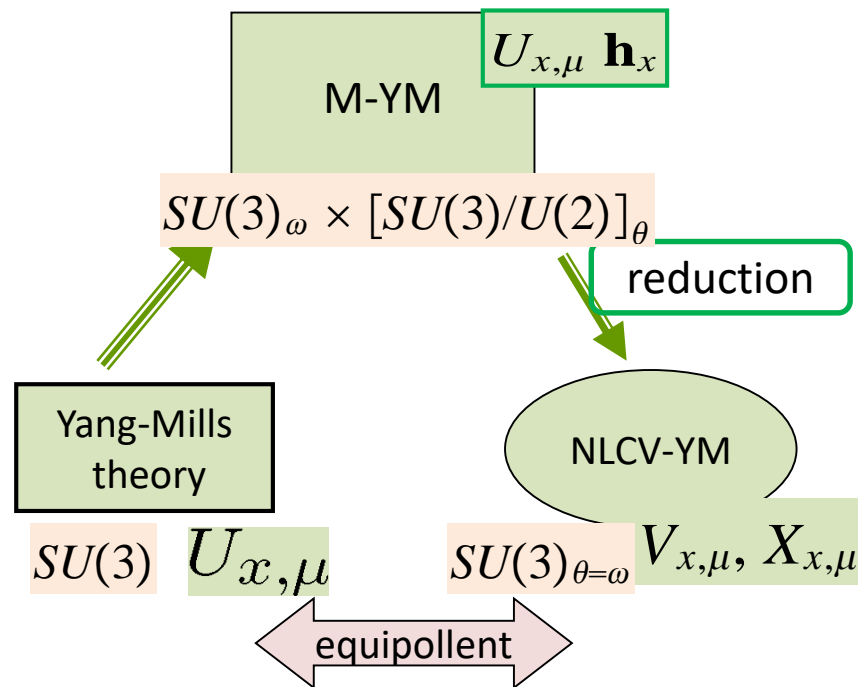 U_{x,μ} 𝐡_x
M-YM
SU(3)_ω × [SU(3)/U(2)]_θ
reduction
Yang-Mills
theory
NLCV-YM
SU(3) U_{x,μ}
SU(3)_{θ=ω} V_{x,μ}, X_{x,μ}
equipollent